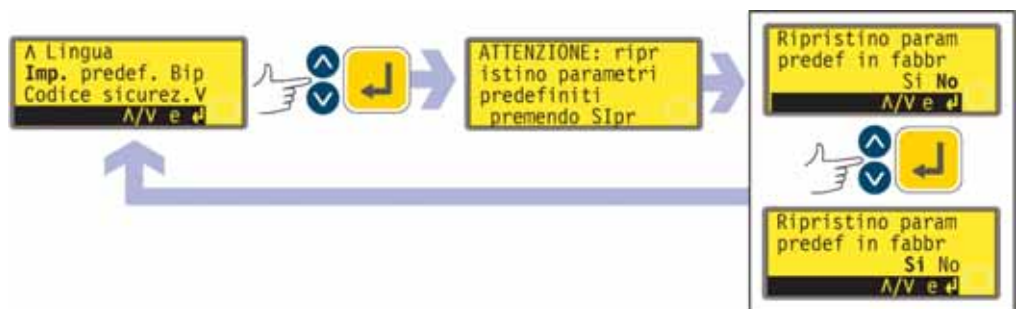 Λ Lingua
Imp. predef. Bip
Codice sicurez.V
Λ/V e ↲
ATTENZIONE: ripr
istino parametri
predefiniti
premendo SIpr
Ripristino param
predef in fabbr
Si No
Λ/V e ↲
Ripristino param
predef in fabbr
Si No
Λ/V e ↲